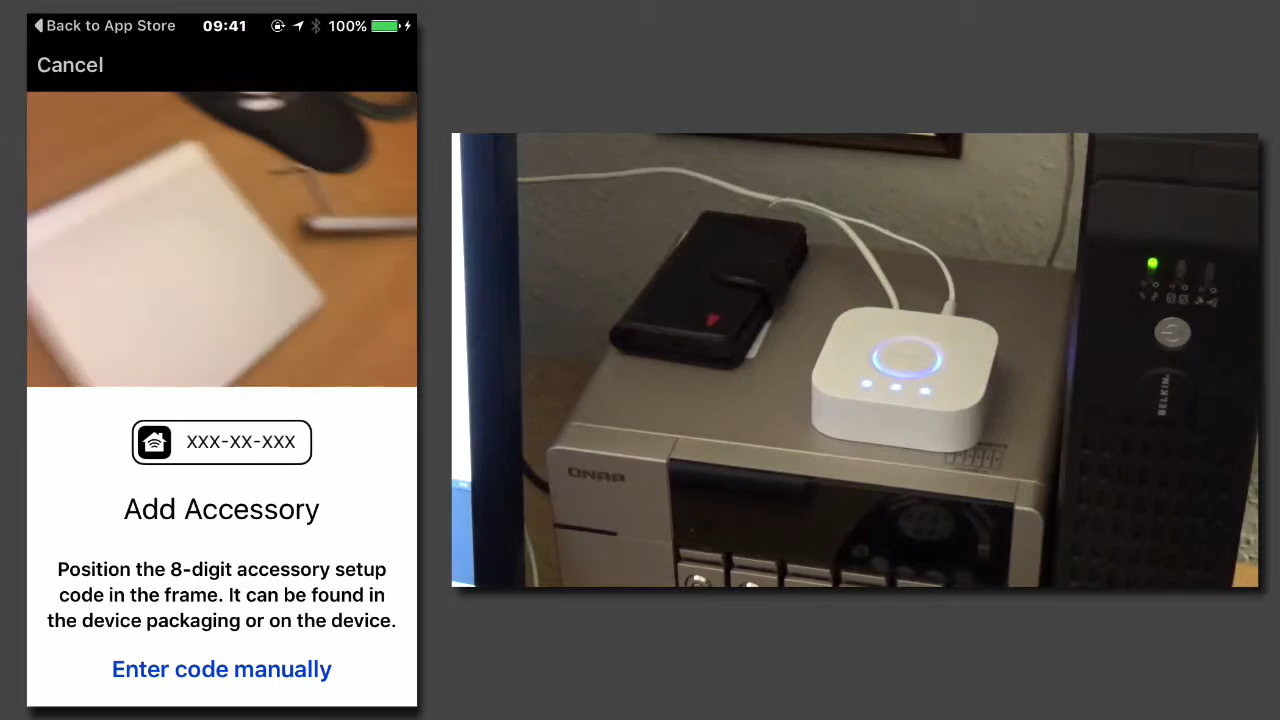 Back to App Store 09:41 100%
Cancel
XXX-XX-XXX
Add Accessory
Position the 8-digit accessory setup
code in the frame. It can be found in
the device packaging or on the device.
Enter code manually
QNAP
BELKIN